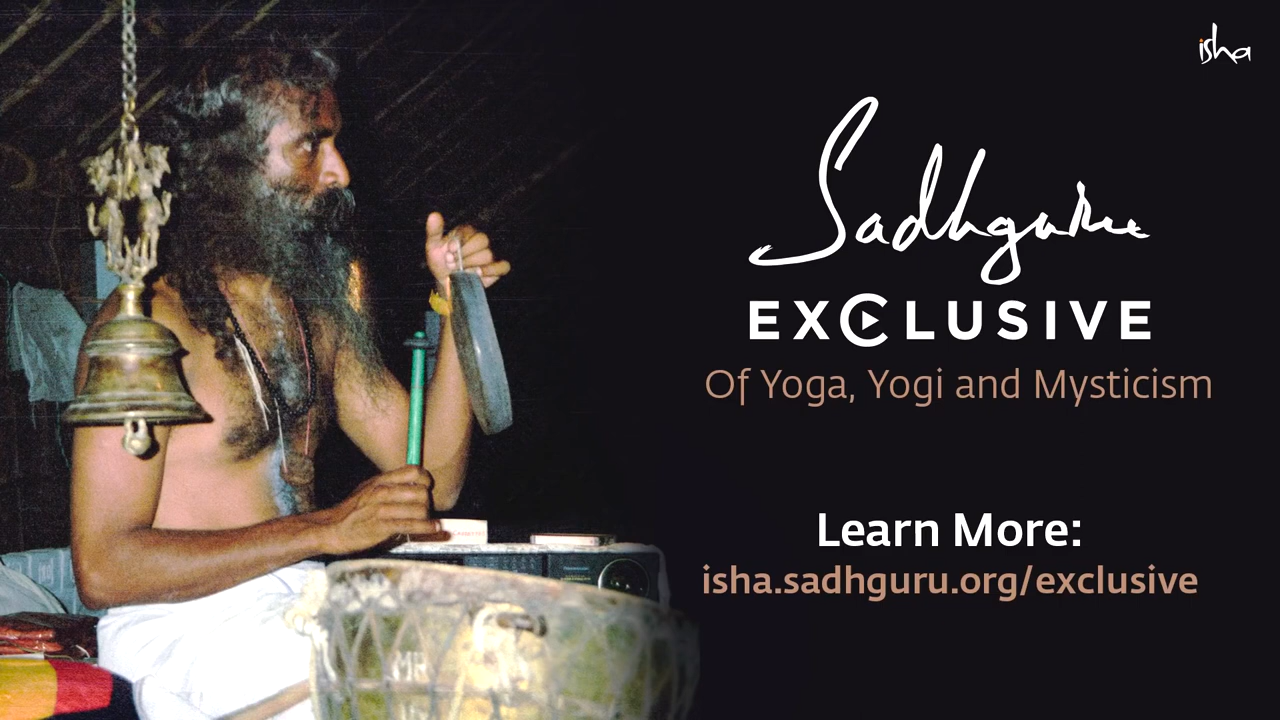 isha
Sadhguru
EXCLUSIVE
Of Yoga, Yogi and Mysticism
Learn More:
isha.sadhguru.org/exclusive